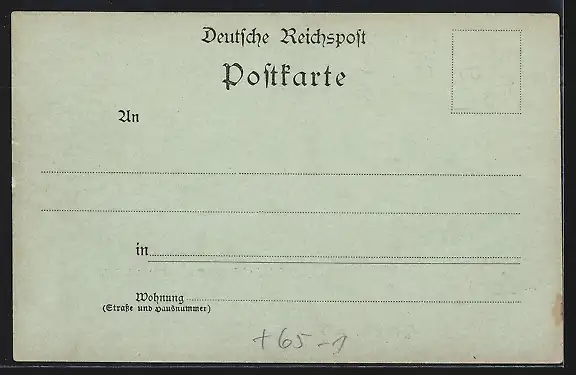 Deutsche Reichspost
Postkarte
An
in
Wohnung
(Straße und Hausnummer)
+65-1